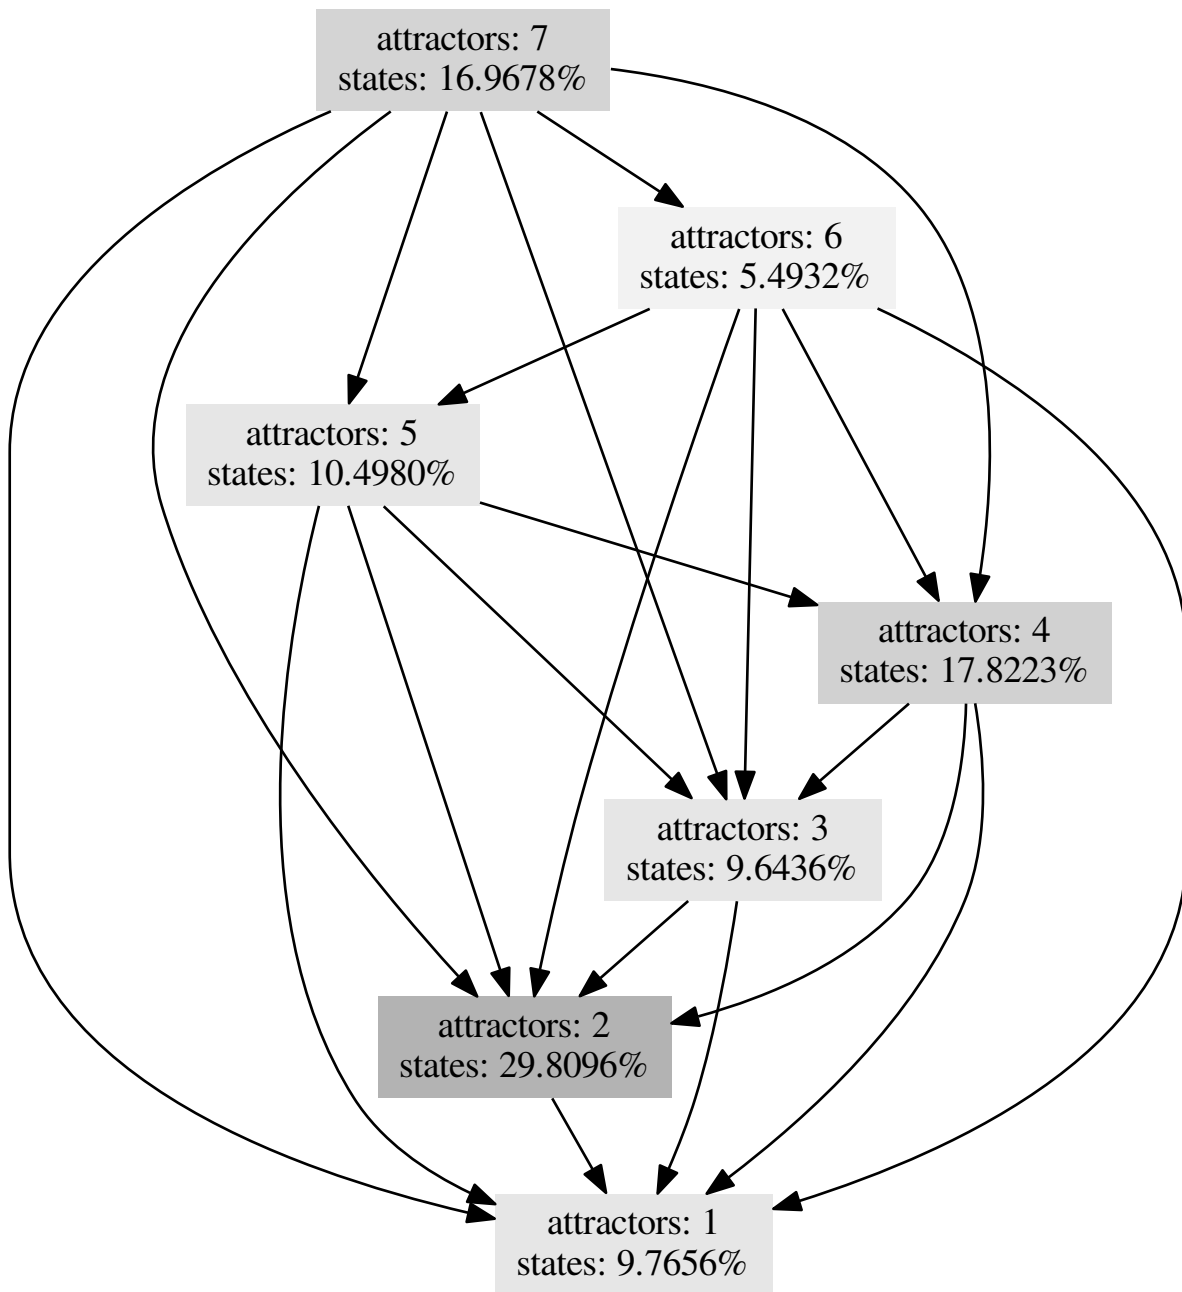 attractors: 7
states: 16.9678%
attractors: 6
states: 5.4932%
attractors: 5
states: 10.4980%
attractors: 4
states: 17.8223%
attractors: 3
states: 9.6436%
attractors: 2
states: 29.8096%
attractors: 1
states: 9.7656%